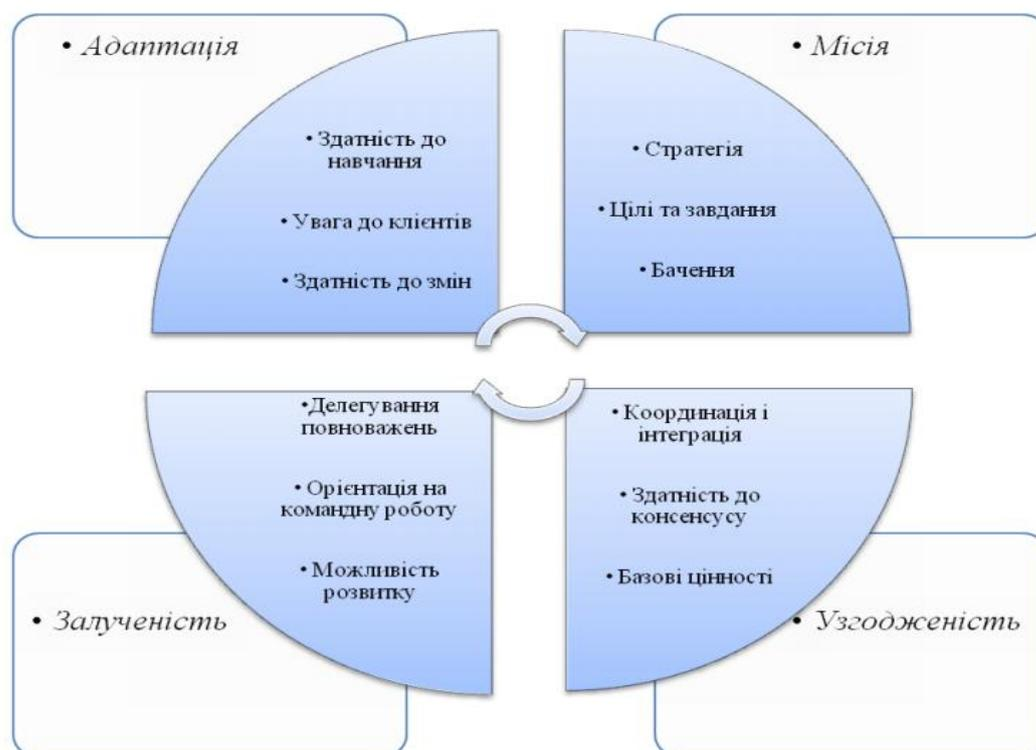 • Адаптація
• Здатність до
навчання
• Увага до клієнтів
• Здатність до змін
• Місія
• Стратегія
• Цілі та завдання
• Бачення
•Делегування
повноважень
• Орієнтація на
командну роботу
• Можливість
розвитку
• Залученість
• Координація і
інтеграція
• Здатність до
консенсусу
• Базові цінності
• Узгодженість